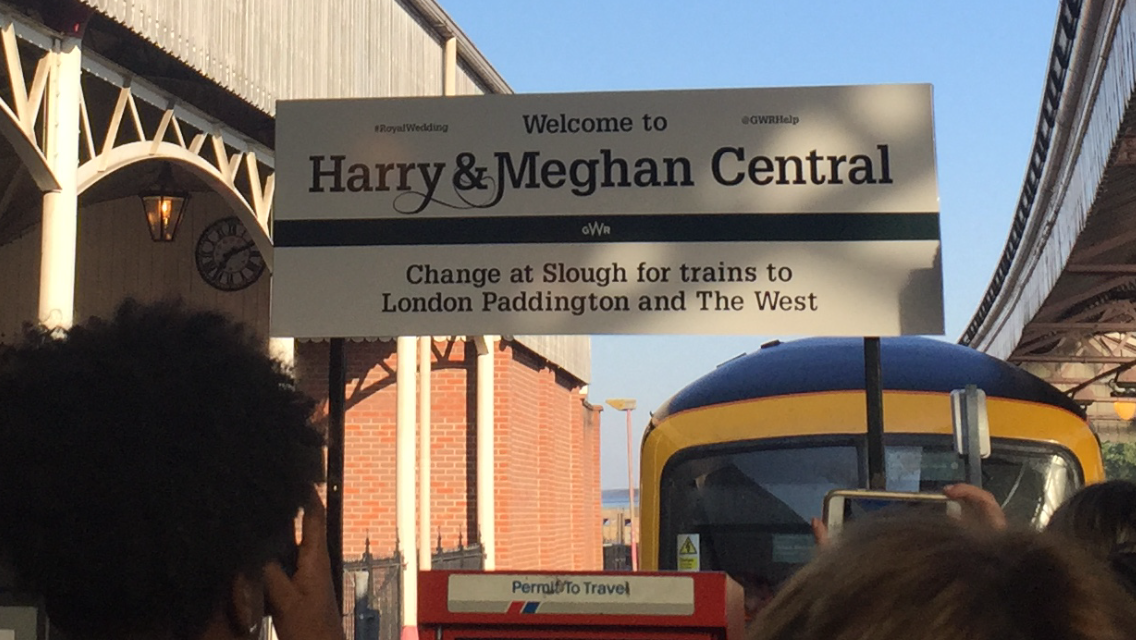 #RoyalWedding
Welcome to
@GWRHelp
Harry & Meghan Central
GWR
Change at Slough for trains to
London Paddington and The West
Permit To Travel